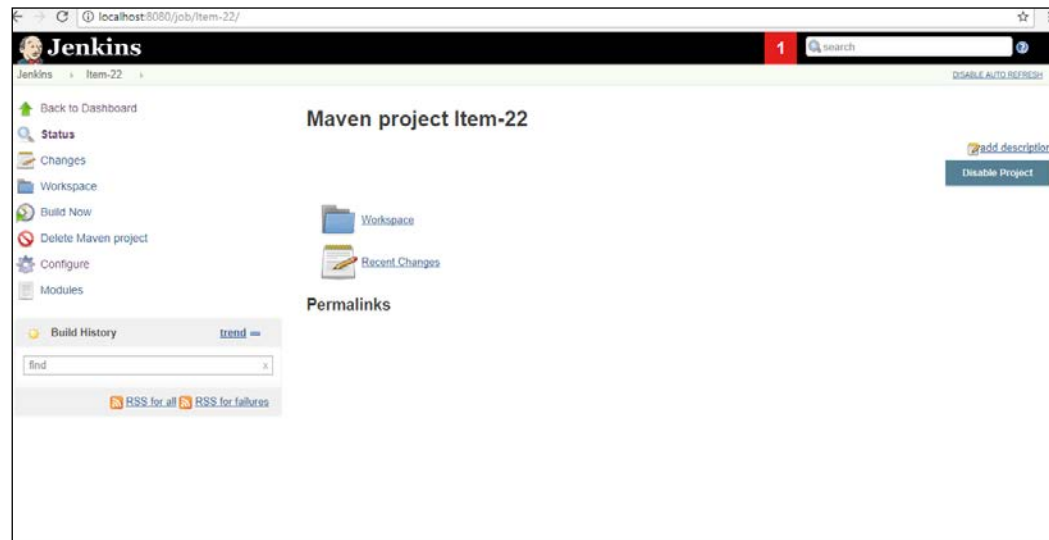 localhost:8080/job/Item-22/
Jenkins
1
search
Jenkins
Item-22
DISABLE AUTO REFRESH
Back to Dashboard
Status
Changes
Workspace
Build Now
Delete Maven project
Configure
Modules
Build History
trend
find
x
RSS for all RSS for failures
Maven project Item-22
add description
Disable Project
Workspace
Recent Changes
Permalinks